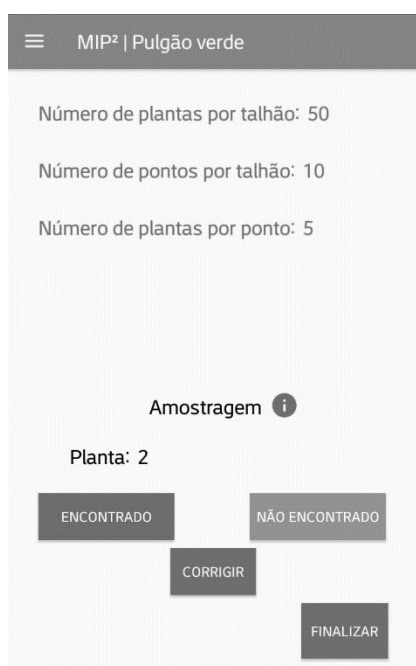 MIP² | Pulgão verde
Número de plantas por talhão: 50
Número de pontos por talhão: 10
Número de plantas por ponto: 5
Amostragem
Planta: 2
ENCONTRADO NÃO ENCONTRADO
CORRIGIR
FINALIZAR